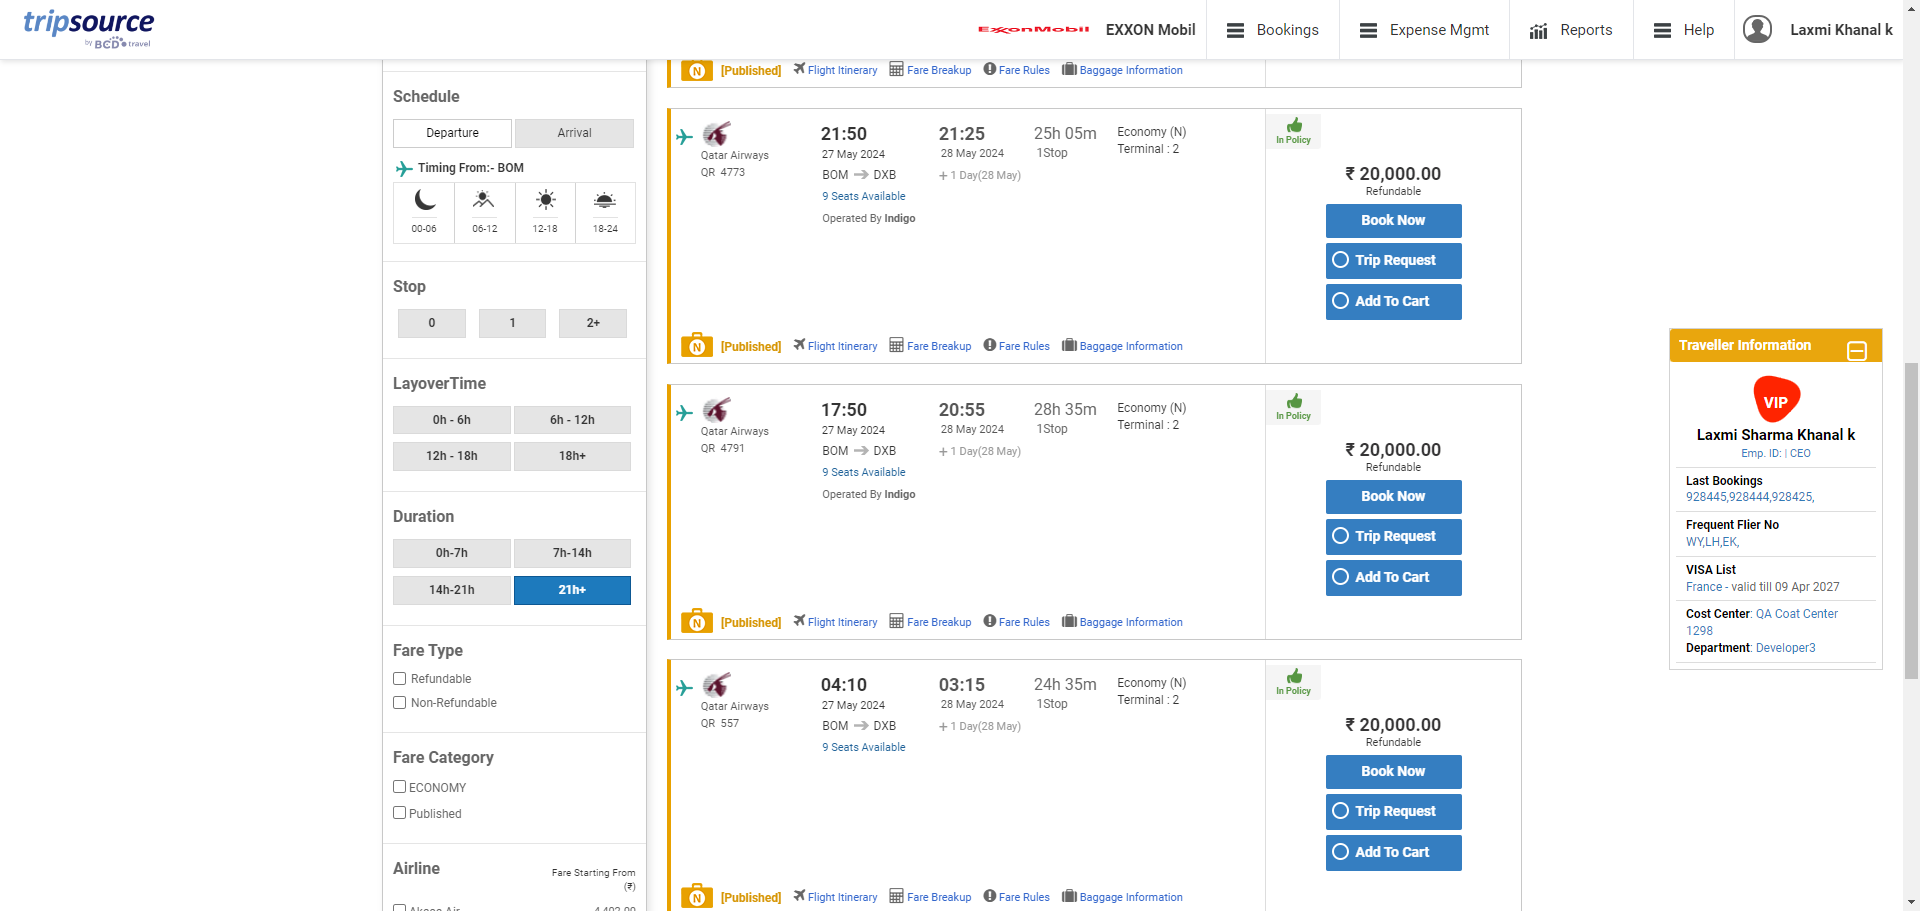 tripsource
by BCD travel
ExxonMobil
EXXON Mobil
Bookings
Expense Mgmt
Reports
Help
Laxmi Khanal k
Schedule
Departure
Arrival
Timing From:- BOM
00-06
06-12
12-18
18-24
Stop
0
1
2+
LayoverTime
0h - 6h
6h - 12h
12h - 18h
18h+
Duration
0h-7h
7h-14h
14h-21h
21h+
Fare Type
Refundable
Non-Refundable
Fare Category
ECONOMY
Published
Airline
Fare Starting From
(₹)
Akasa Air
4,492.00
N [Published] Flight Itinerary Fare Breakup Fare Rules Baggage Information
Qatar Airways
QR 4773
21:50
27 May 2024
BOM DXB
9 Seats Available
Operated By Indigo
21:25
28 May 2024
+ 1 Day(28 May)
25h 05m
1Stop
Economy (N)
Terminal : 2
In Policy
₹ 20,000.00
Refundable
Book Now
Trip Request
Add To Cart
N [Published] Flight Itinerary Fare Breakup Fare Rules Baggage Information
Qatar Airways
QR 4791
17:50
27 May 2024
BOM DXB
9 Seats Available
Operated By Indigo
20:55
28 May 2024
+ 1 Day(28 May)
28h 35m
1Stop
Economy (N)
Terminal : 2
In Policy
₹ 20,000.00
Refundable
Book Now
Trip Request
Add To Cart
N [Published] Flight Itinerary Fare Breakup Fare Rules Baggage Information
Qatar Airways
QR 557
04:10
27 May 2024
BOM DXB
9 Seats Available
03:15
28 May 2024
+ 1 Day(28 May)
24h 35m
1Stop
Economy (N)
Terminal : 2
In Policy
₹ 20,000.00
Refundable
Book Now
Trip Request
Add To Cart
N [Published] Flight Itinerary Fare Breakup Fare Rules Baggage Information
Traveller Information
VIP
Laxmi Sharma Khanal k
Emp. ID: | CEO
Last Bookings
928445,928444,928425,
Frequent Flier No
WY,LH,EK,
VISA List
France - valid till 09 Apr 2027
Cost Center: QA Coat Center
1298
Department: Developer3